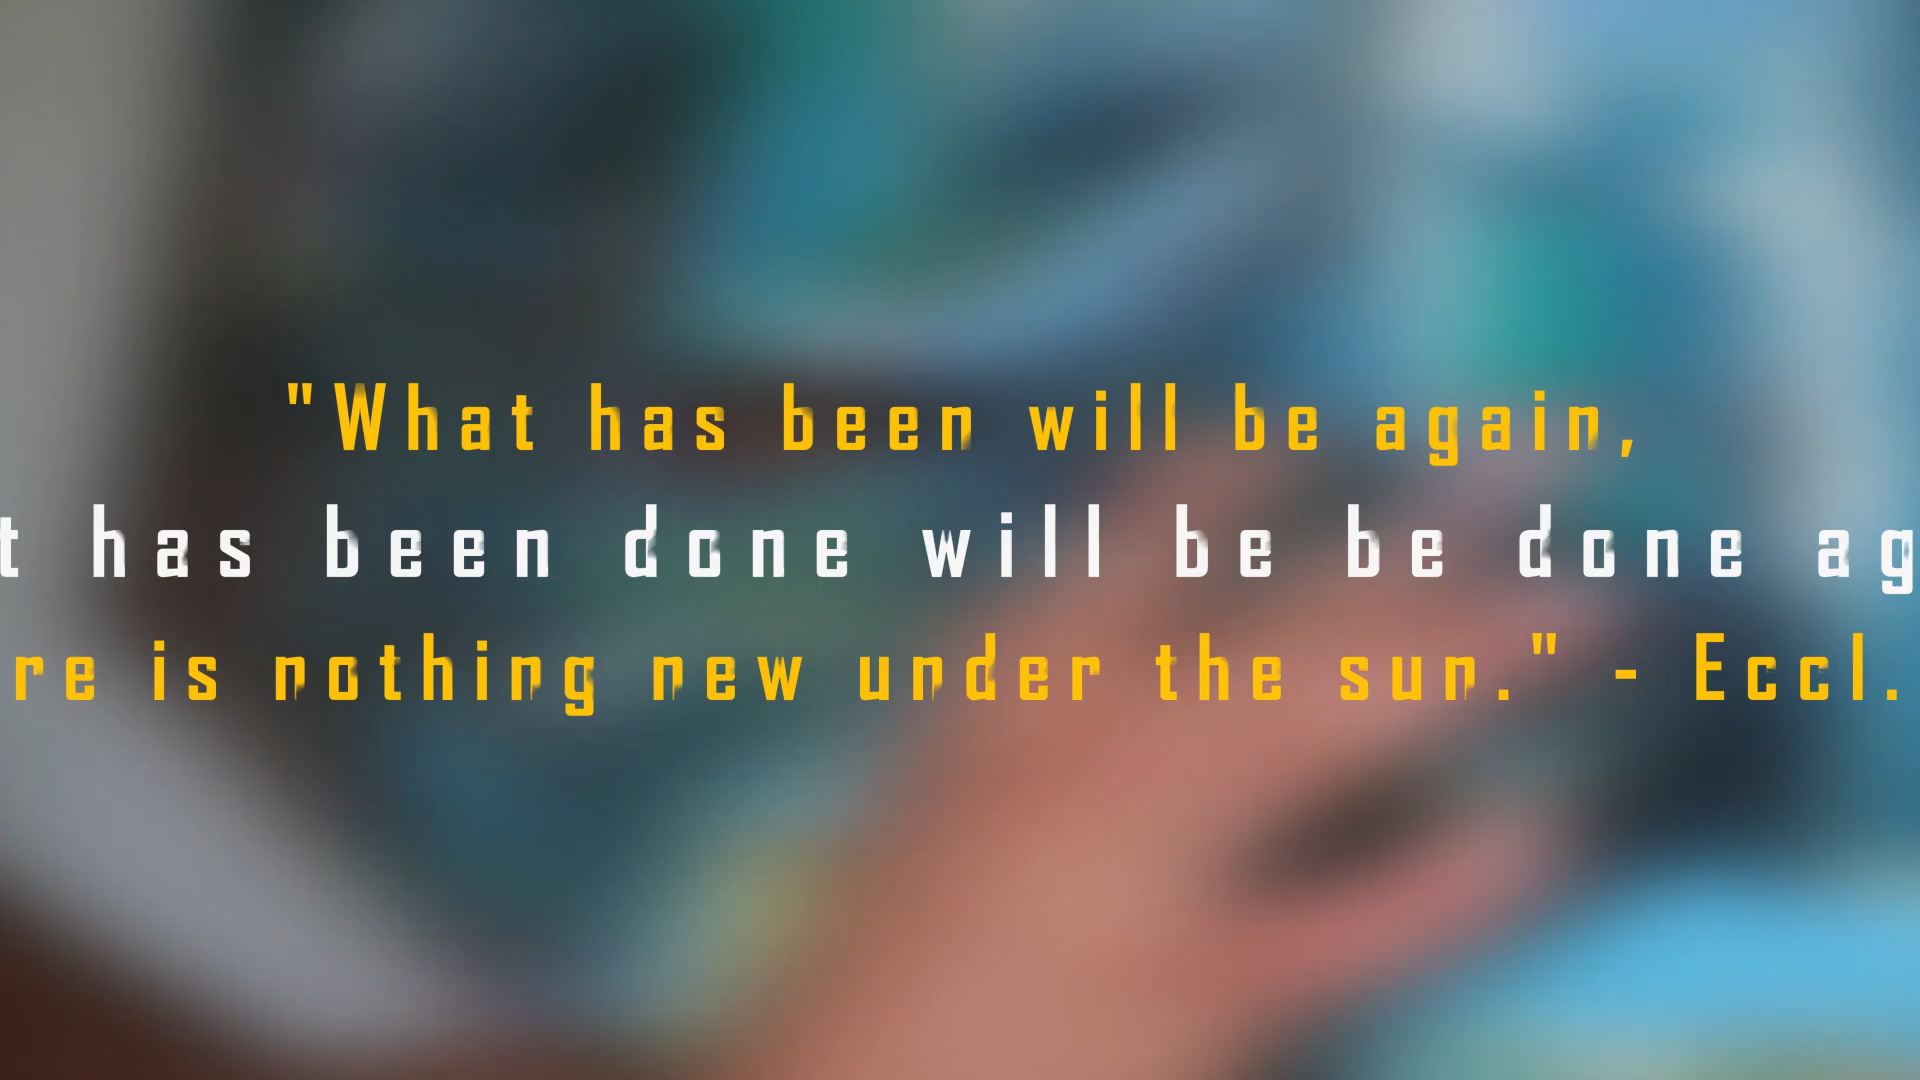 "What has been will be again,
t has been done will be be done ag
re is nothing new under the sun." - Eccl.